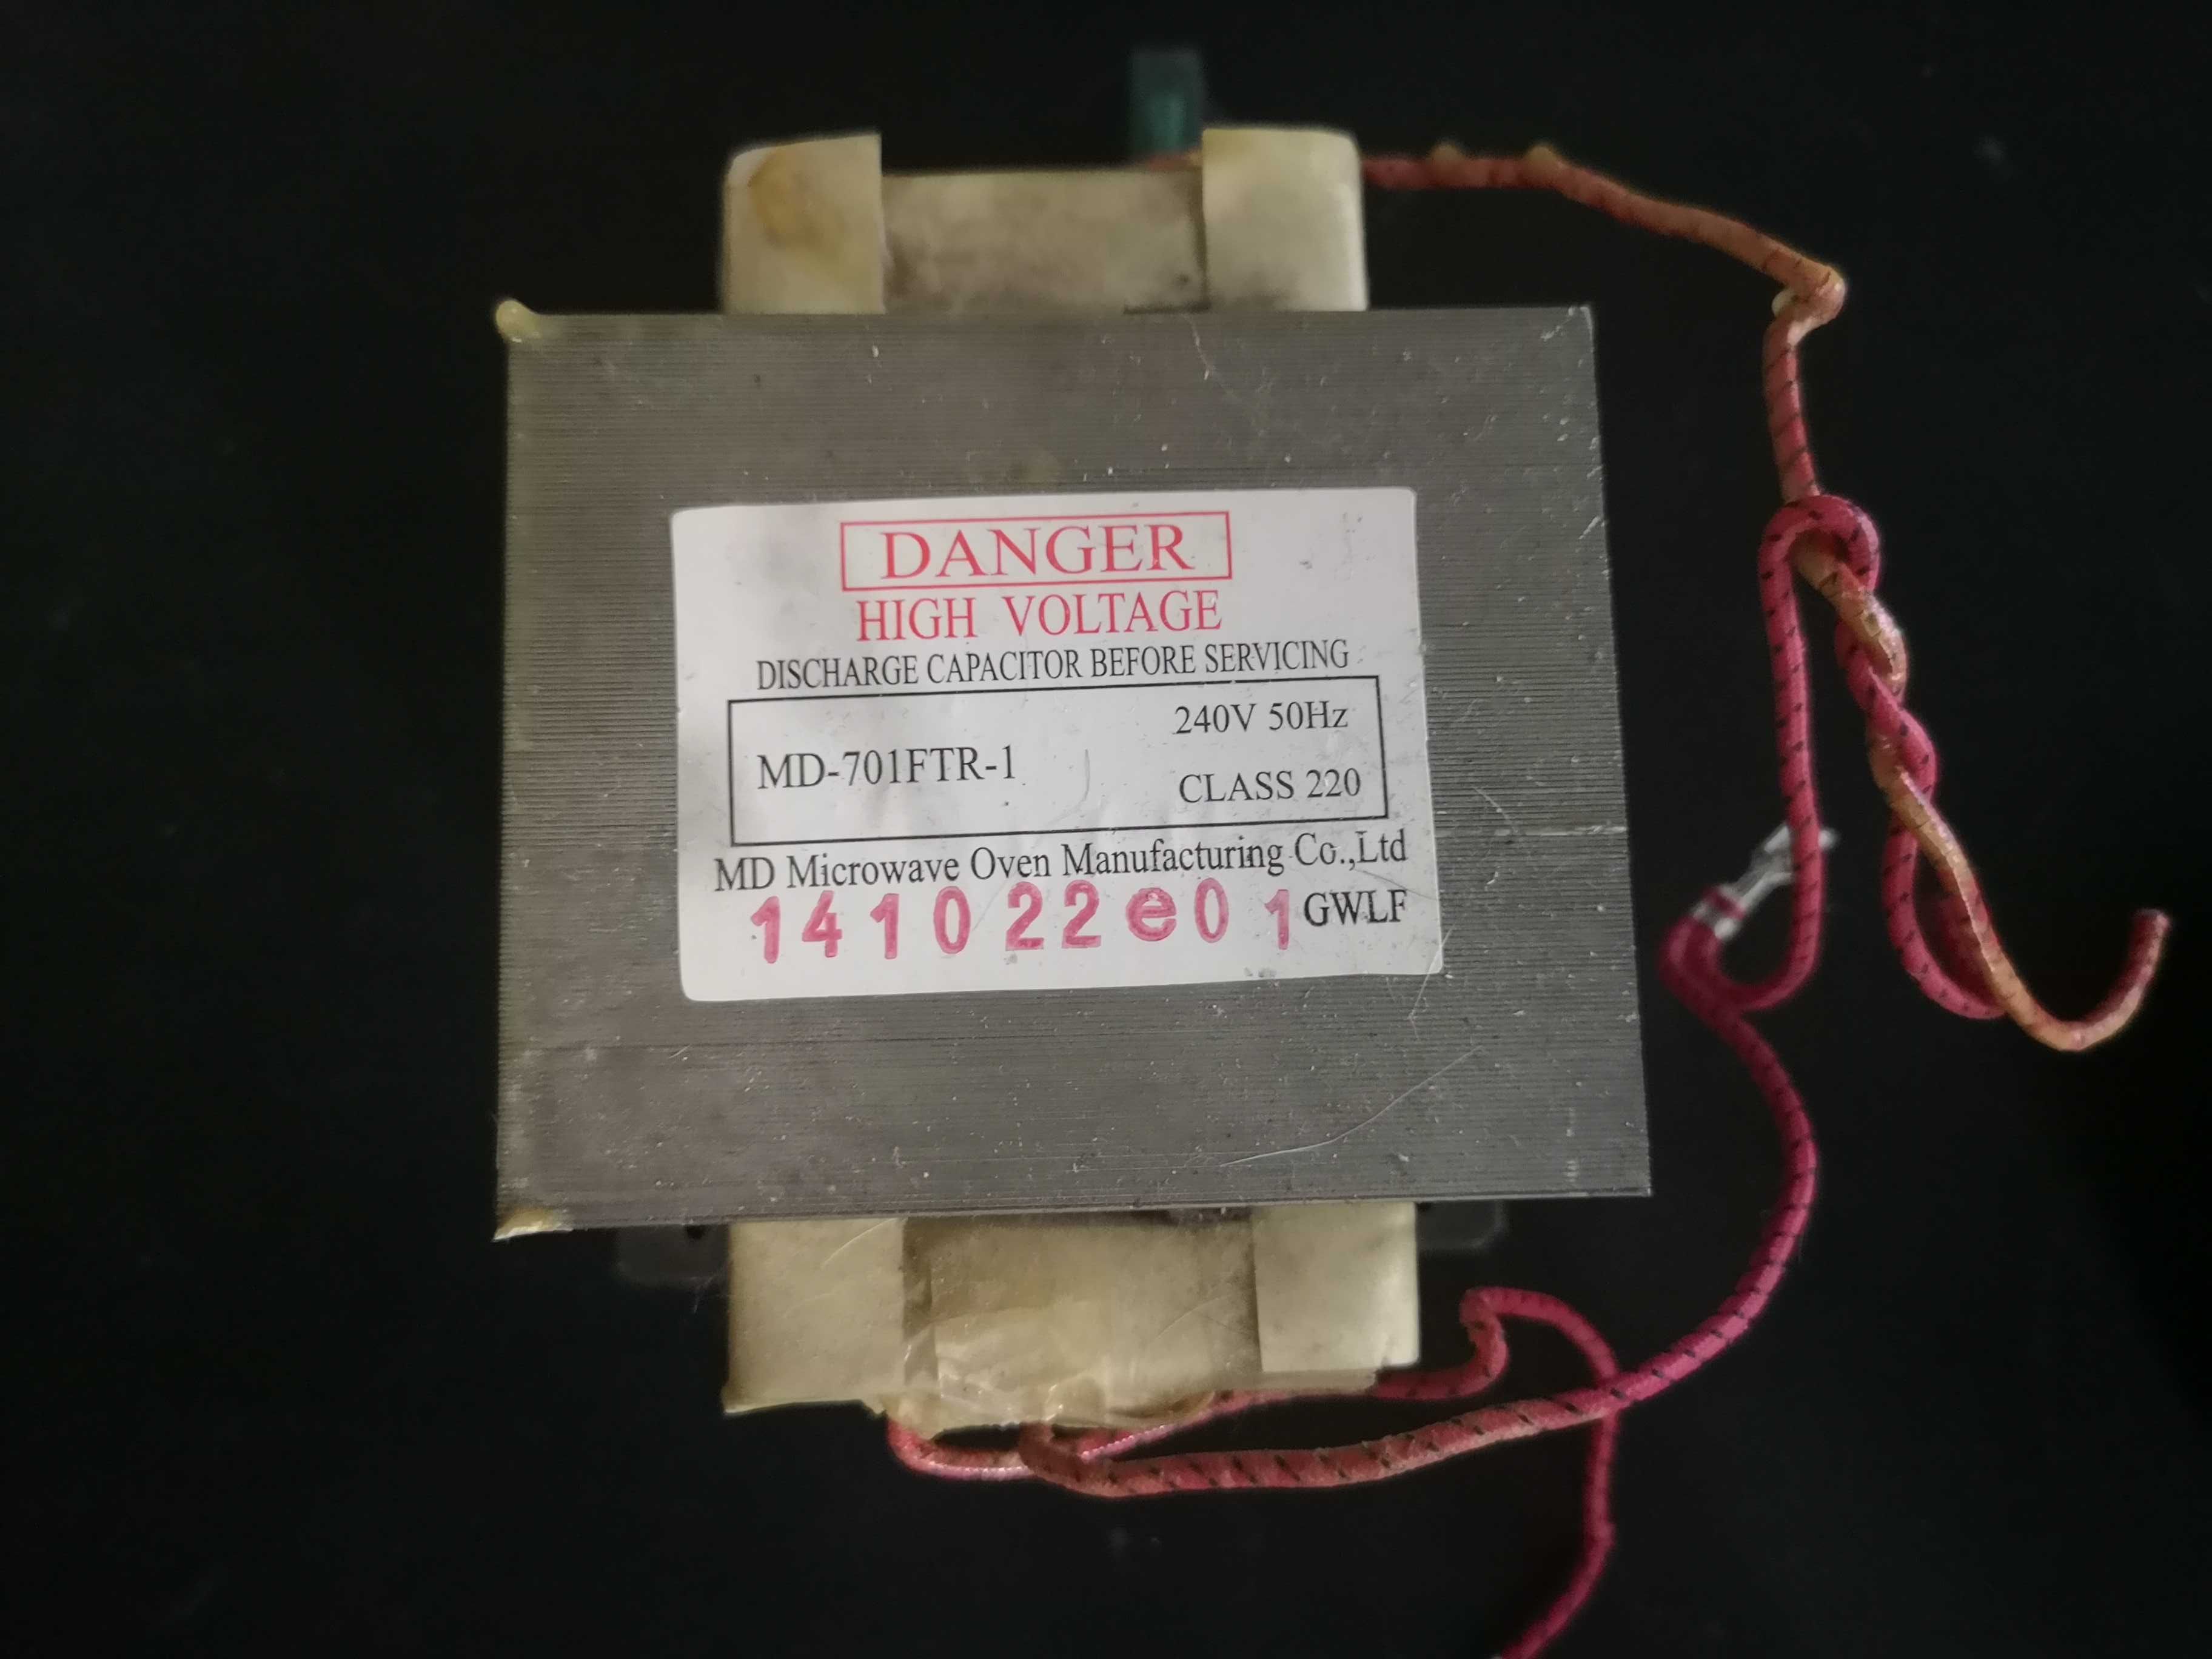 DANGER
HIGH VOLTAGE
DISCHARGE CAPACITOR BEFORE SERVICING
240V 50Hz
MD-701FTR-1
CLASS 220
MD Microwave Oven Manufacturing Co.,Ltd
141022e01 GWLF